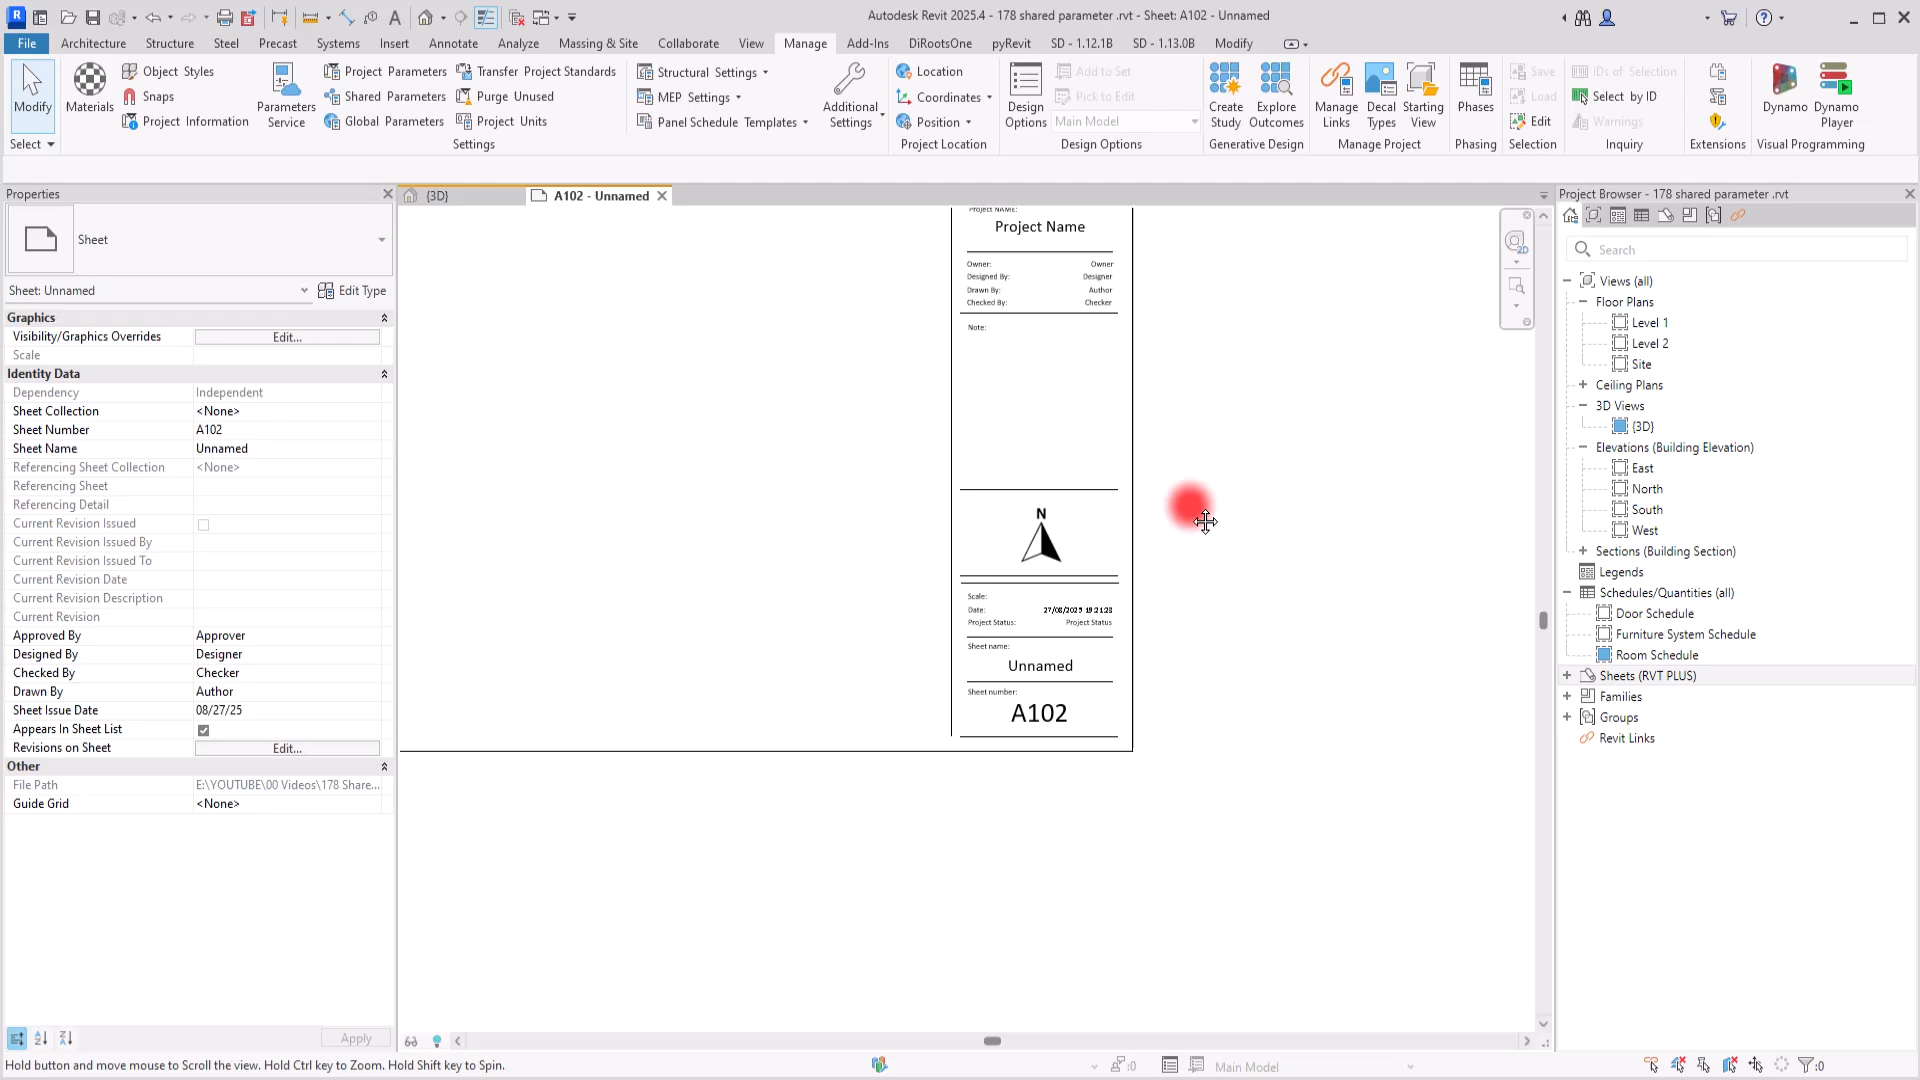 Autodesk Revit 2025.4 - 178 shared parameter .rvt - Sheet: A102 - Unnamed
File Architecture Structure Steel Precast Systems Insert Annotate Analyze Massing & Site Collaborate View Manage Add-Ins DiRootsOne pyRevit SD - 1.12.1B SD - 1.13.0B Modify
Modify
Select
Materials
Object Styles
Snaps
Project Information
Parameters
Service
Project Parameters
Shared Parameters
Global Parameters
Transfer Project Standards
Purge Unused
Project Units
Settings
Structural Settings
MEP Settings
Panel Schedule Templates
Additional
Settings
Location
Coordinates
Position
Project Location
Design
Options
Add to Set
Pick to Edit
Main Model
Design Options
Create
Study
Explore
Outcomes
Generative Design
Manage
Links
Decal
Types
Starting
View
Manage Project
Phases
Phasing
Save
Load
Edit
Selection
IDs of Selection
Select by ID
Warnings
Inquiry
Extensions
Dynamo
Dynamo
Player
Visual Programming
Properties
Sheet
Sheet: Unnamed
Edit Type
Graphics
Visibility/Graphics Overrides Edit...
Scale
Identity Data
Dependency Independent
Sheet Collection <None>
Sheet Number A102
Sheet Name Unnamed
Referencing Sheet Collection <None>
Referencing Sheet
Referencing Detail
Current Revision Issued
Current Revision Issued By
Current Revision Issued To
Current Revision Date
Current Revision Description
Current Revision
Approved By Approver
Designed By Designer
Checked By Checker
Drawn By Author
Sheet Issue Date 08/27/25
Appears In Sheet List
Revisions on Sheet Edit...
Other
File Path E:\YOUTUBE\00 Videos\178 Share...
Guide Grid <None>
Apply
{3D}
A102 - Unnamed
Project NAME:
Project Name
Owner: Owner
Designed By: Designer
Drawn By: Author
Checked By: Checker
Note:
N
Scale:
Date: 27/08/2025 19:21:28
Project Status: Project Status
Sheet name:
Unnamed
Sheet number:
A102
2D
Project Browser - 178 shared parameter .rvt
Search
Views (all)
Floor Plans
Level 1
Level 2
Site
Ceiling Plans
3D Views
{3D}
Elevations (Building Elevation)
East
North
South
West
Sections (Building Section)
Legends
Schedules/Quantities (all)
Door Schedule
Furniture System Schedule
Room Schedule
Sheets (RVT PLUS)
Families
Groups
Revit Links
Hold button and move mouse to Scroll the view. Hold Ctrl key to Zoom. Hold Shift key to Spin.
:0
Main Model
:0